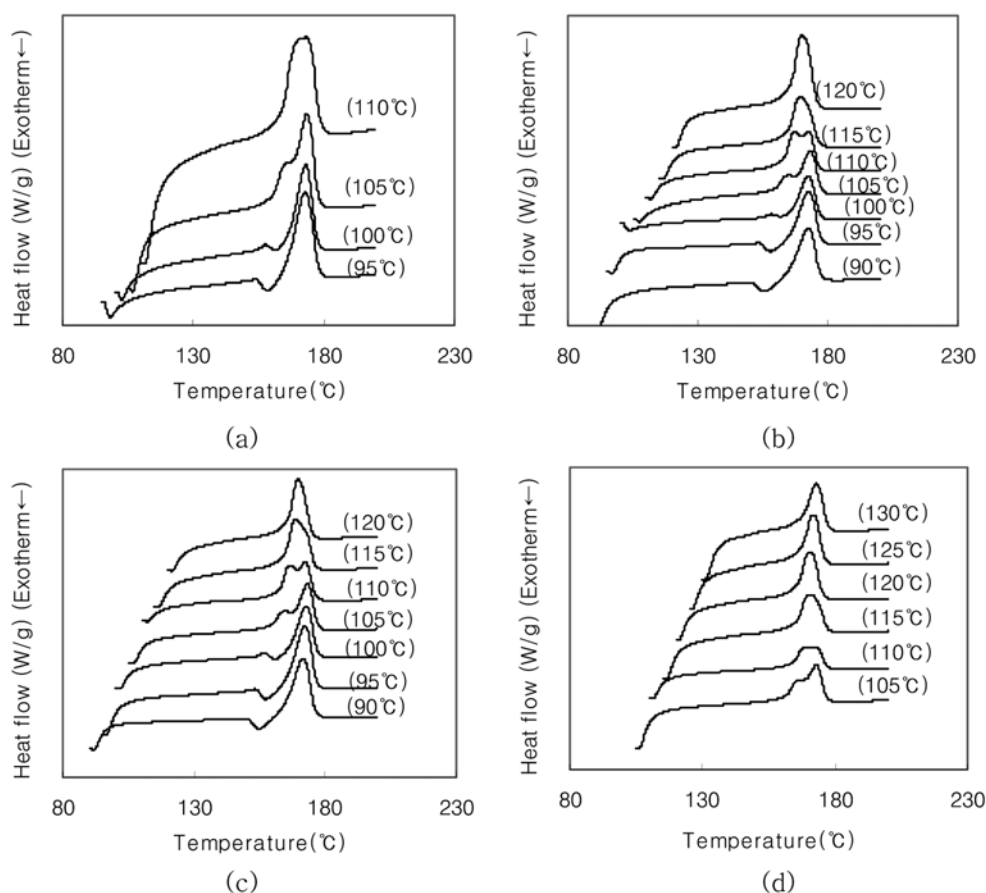 Heat flow (W/g) (Exotherm←)
(110℃)
(105℃)
(100℃)
(95℃)
80 130 180 230
Temperature(℃)
(a)
Heat flow (W/g) (Exotherm←)
(120℃)
(115℃)
(110℃)
(105℃)
(100℃)
(95℃)
(90℃)
80 130 180 230
Temperature(℃)
(b)
Heat flow (W/g) (Exotherm←)
(120℃)
(115℃)
(110℃)
(105℃)
(100℃)
(95℃)
(90℃)
80 130 180 230
Temperature(℃)
(c)
Heat flow (W/g) (Exotherm←)
(130℃)
(125℃)
(120℃)
(115℃)
(110℃)
(105℃)
80 130 180 230
Temperature(℃)
(d)